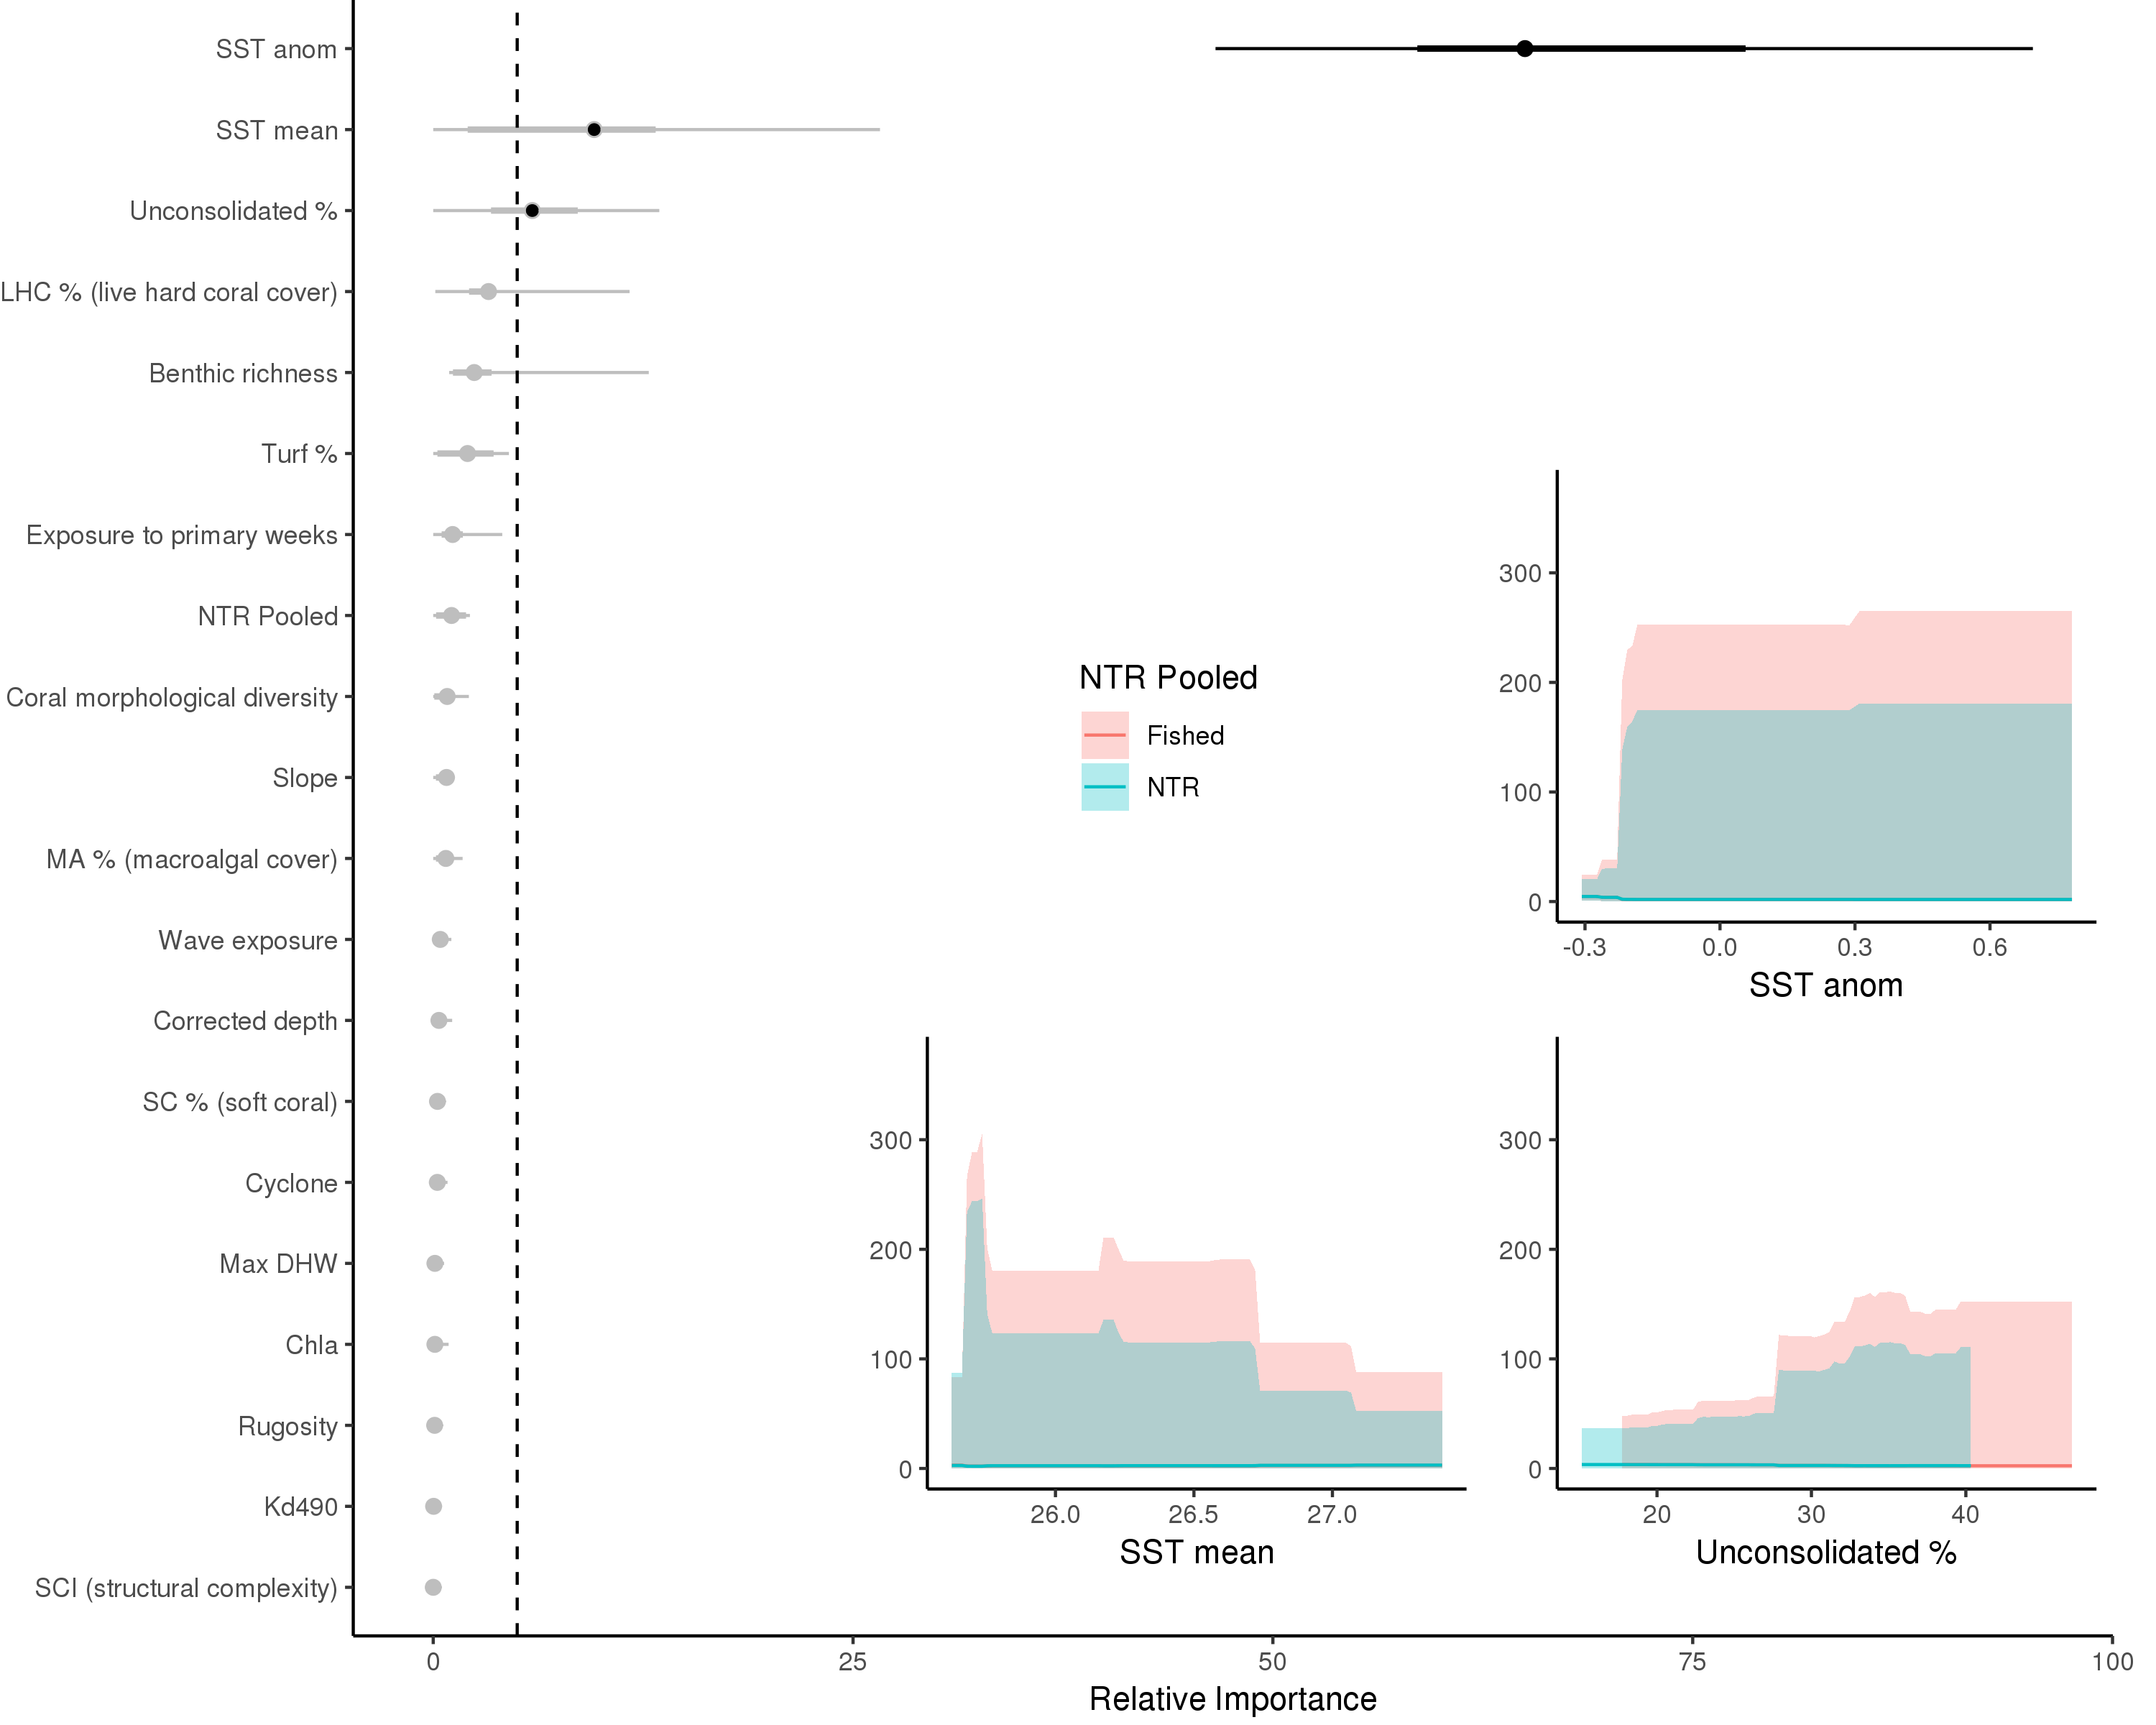 SST anom
SST mean
Unconsolidated %
LHC % (live hard coral cover)
Benthic richness
Turf %
Exposure to primary weeks
NTR Pooled
Coral morphological diversity
Slope
MA % (macroalgal cover)
Wave exposure
Corrected depth
SC % (soft coral)
Cyclone
Max DHW
Chla
Rugosity
Kd490
SCI (structural complexity)
0 25 50 75 100
Relative Importance
NTR Pooled
Fished
NTR
300
200
100
0
-0.3 0.0 0.3 0.6
SST anom
300
200
100
0
26.0 26.5 27.0
SST mean
300
200
100
0
20 30 40
Unconsolidated %